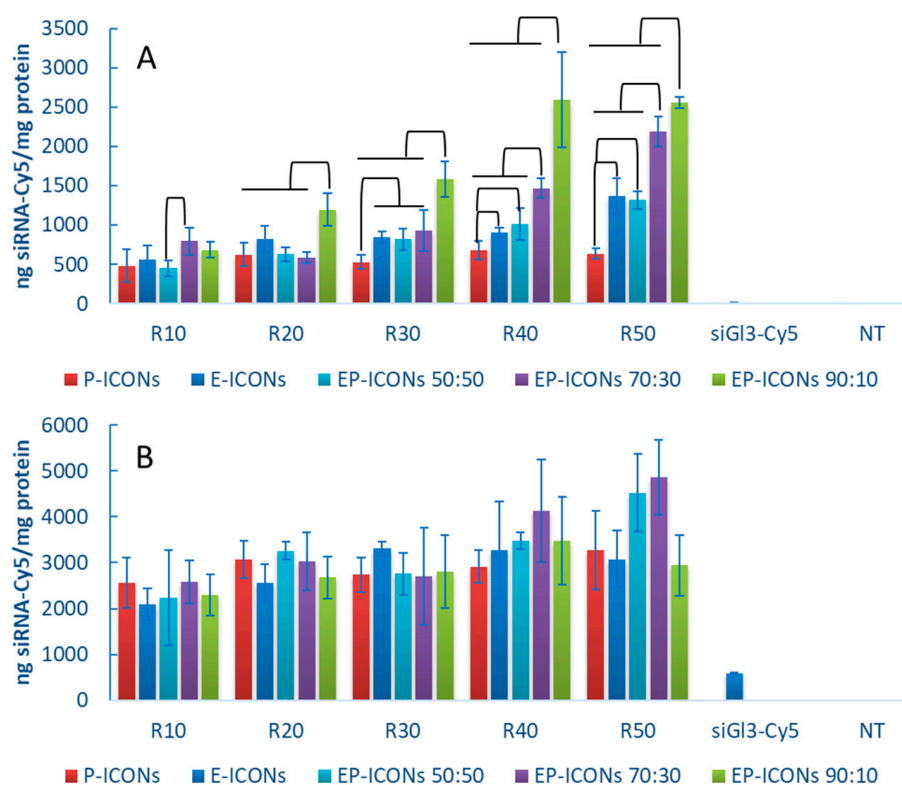 A
ng siRNA-Cy5/mg protein
3500
3000
2500
2000
1500
1000
500
0
R10 R20 R30 R40 R50 siGl3-Cy5 NT
P-ICONs E-ICONs EP-ICONs 50:50 EP-ICONs 70:30 EP-ICONs 90:10
B
ng siRNA-Cy5/mg protein
6000
5000
4000
3000
2000
1000
0
R10 R20 R30 R40 R50 siGl3-Cy5 NT
P-ICONs E-ICONs EP-ICONs 50:50 EP-ICONs 70:30 EP-ICONs 90:10